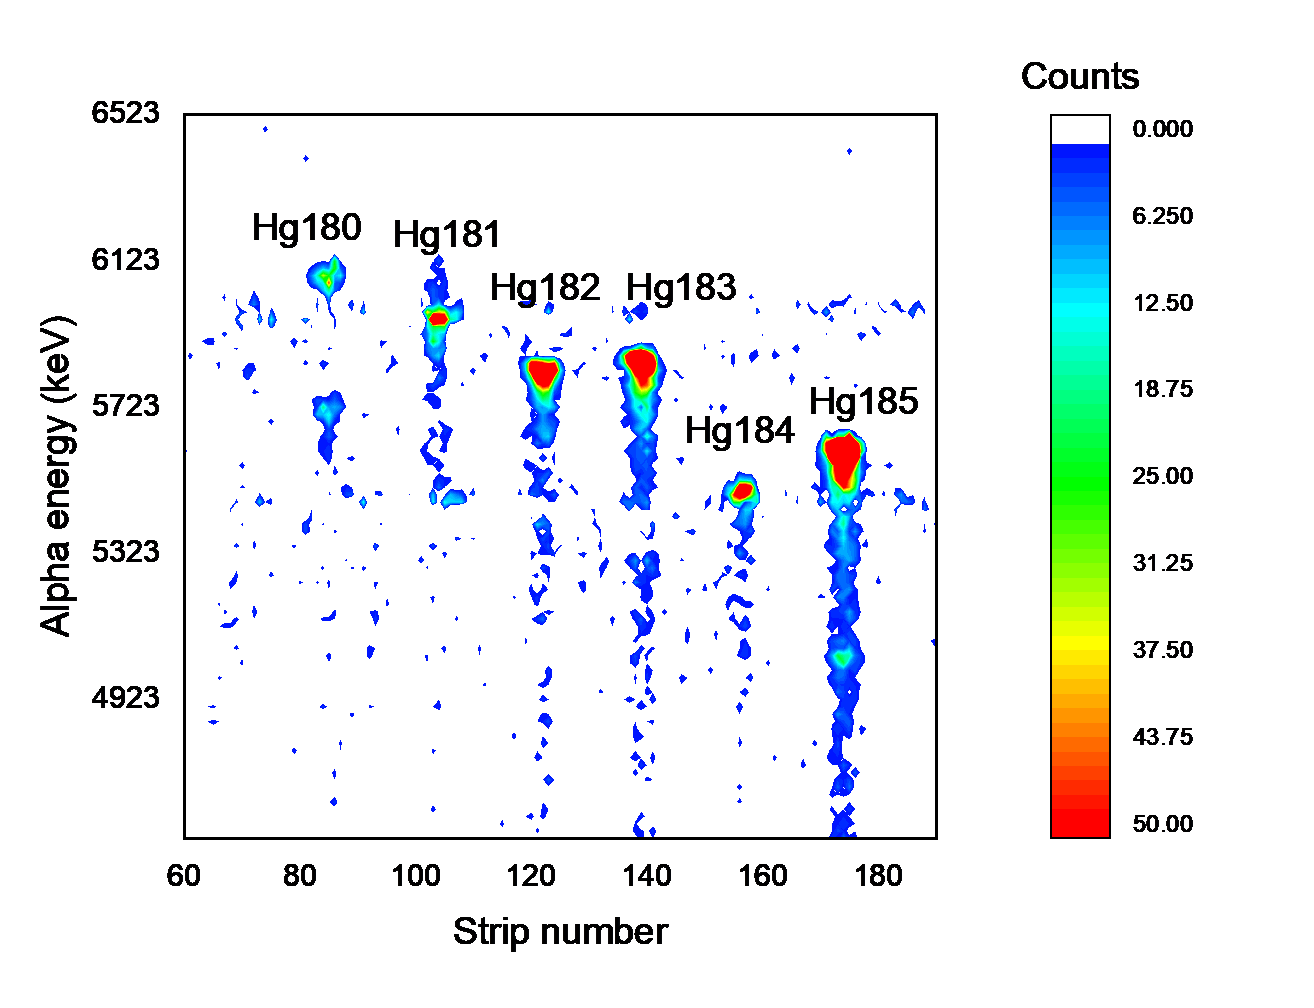 Counts
6523
6123
5723
5323
4923
Alpha energy (keV)
Hg180
Hg181
Hg182
Hg183
Hg184
Hg185
0.000
6.250
12.50
18.75
25.00
31.25
37.50
43.75
50.00
60 80 100 120 140 160 180
Strip number